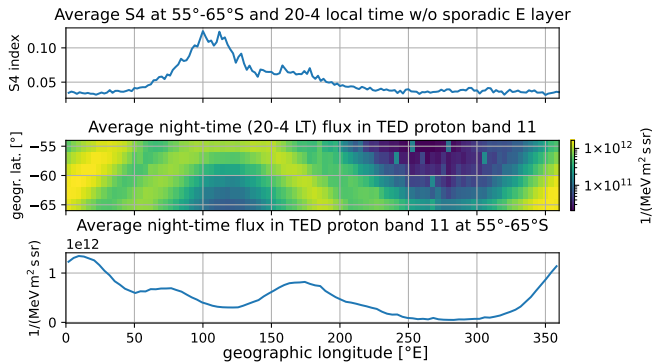 Average S4 at 55°-65°S and 20-4 local time w/o sporadic E layer
0.10
0.05
S4 index
Average night-time (20-4 LT) flux in TED proton band 11
−55
−60
−65
geogr. lat. [°]
1×10¹²
1×10¹¹
1/(MeV m² s sr)
Average night-time flux in TED proton band 11 at 55°-65°S
1e12
1
0
1/(MeV m² s sr)
0 50 100 150 200 250 300 350
geographic longitude [°E]